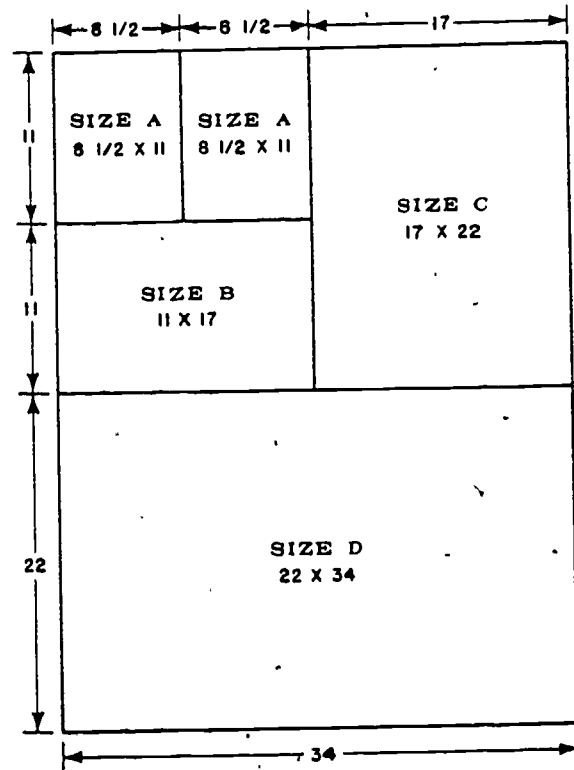 8 1/2 8 1/2 17
11
SIZE A SIZE A
8 1/2 X 11 8 1/2 X 11
SIZE C
17 X 22
11
SIZE B
11 X 17
22
SIZE D
22 X 34
34